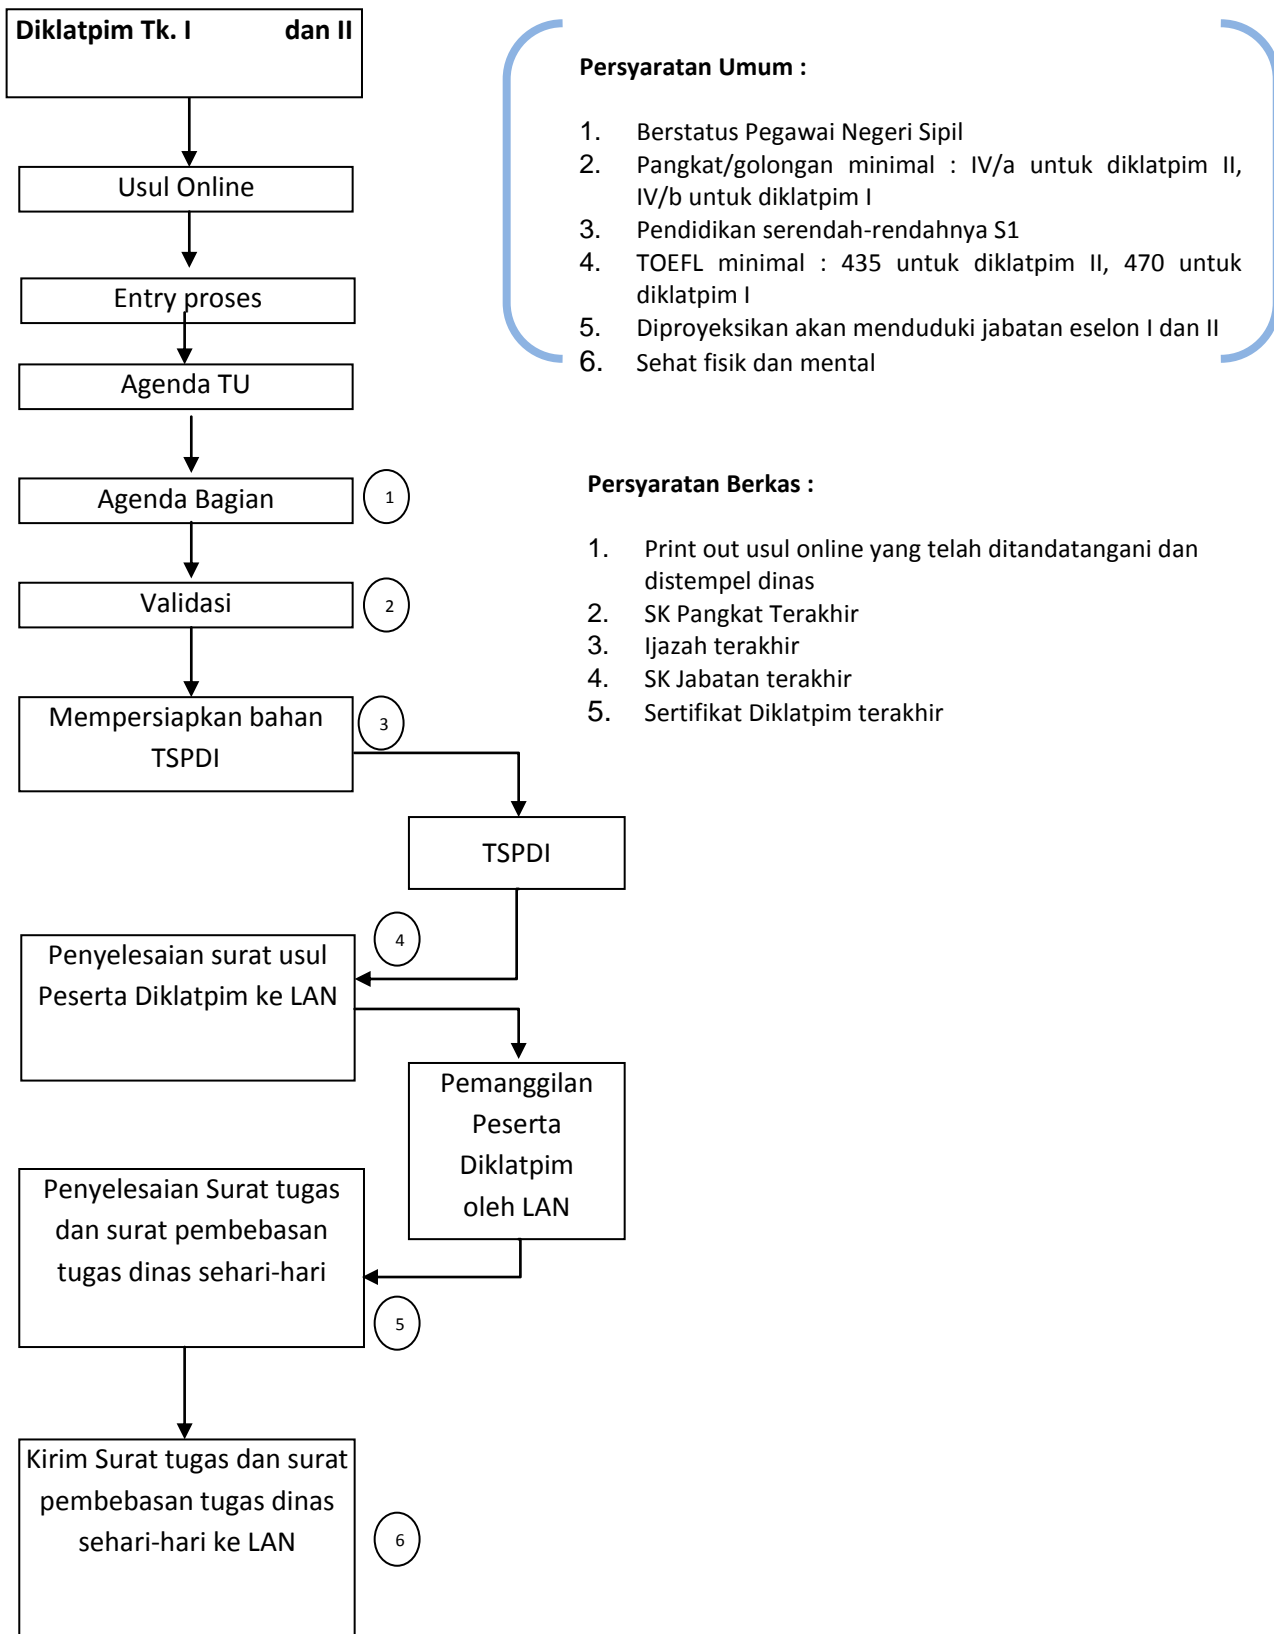 Diklatpim Tk. I dan II
Usul Online
Entry proses
Agenda TU
Agenda Bagian
1
Validasi
2
Mempersiapkan bahan
TSPDI
3
TSPDI
4
Penyelesaian surat usul
Peserta Diklatpim ke LAN
Pemanggilan
Peserta
Diklatpim
oleh LAN
Penyelesaian Surat tugas
dan surat pembebasan
tugas dinas sehari-hari
5
Kirim Surat tugas dan surat
pembebasan tugas dinas
sehari-hari ke LAN
6
Persyaratan Umum :
1. Berstatus Pegawai Negeri Sipil
2. Pangkat/golongan minimal : IV/a untuk diklatpim II,
IV/b untuk diklatpim I
3. Pendidikan serendah-rendahnya S1
4. TOEFL minimal : 435 untuk diklatpim II, 470 untuk
diklatpim I
5. Diproyeksikan akan menduduki jabatan eselon I dan II
6. Sehat fisik dan mental
Persyaratan Berkas :
1. Print out usul online yang telah ditandatangani dan
distempel dinas
2. SK Pangkat Terakhir
3. Ijazah terakhir
4. SK Jabatan terakhir
5. Sertifikat Diklatpim terakhir